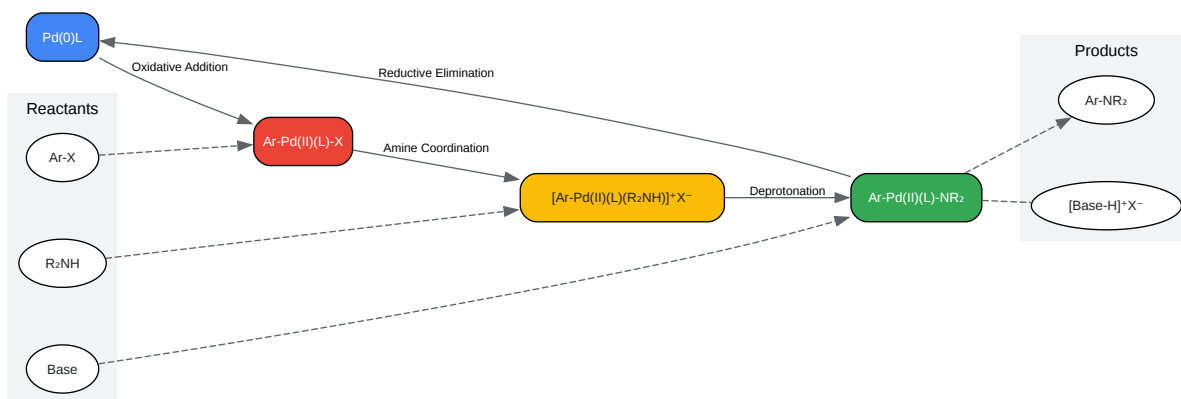 Pd(0)L
Oxidative Addition
Reductive Elimination
Products
Reactants
Ar-NR₂
Ar-Pd(II)(L)-X
Amine Coordination
Ar-X
Deprotonation
[Ar-Pd(II)(L)(R₂NH)]⁺X⁻
Ar-Pd(II)(L)-NR₂
[Base-H]⁺X⁻
R₂NH
Base